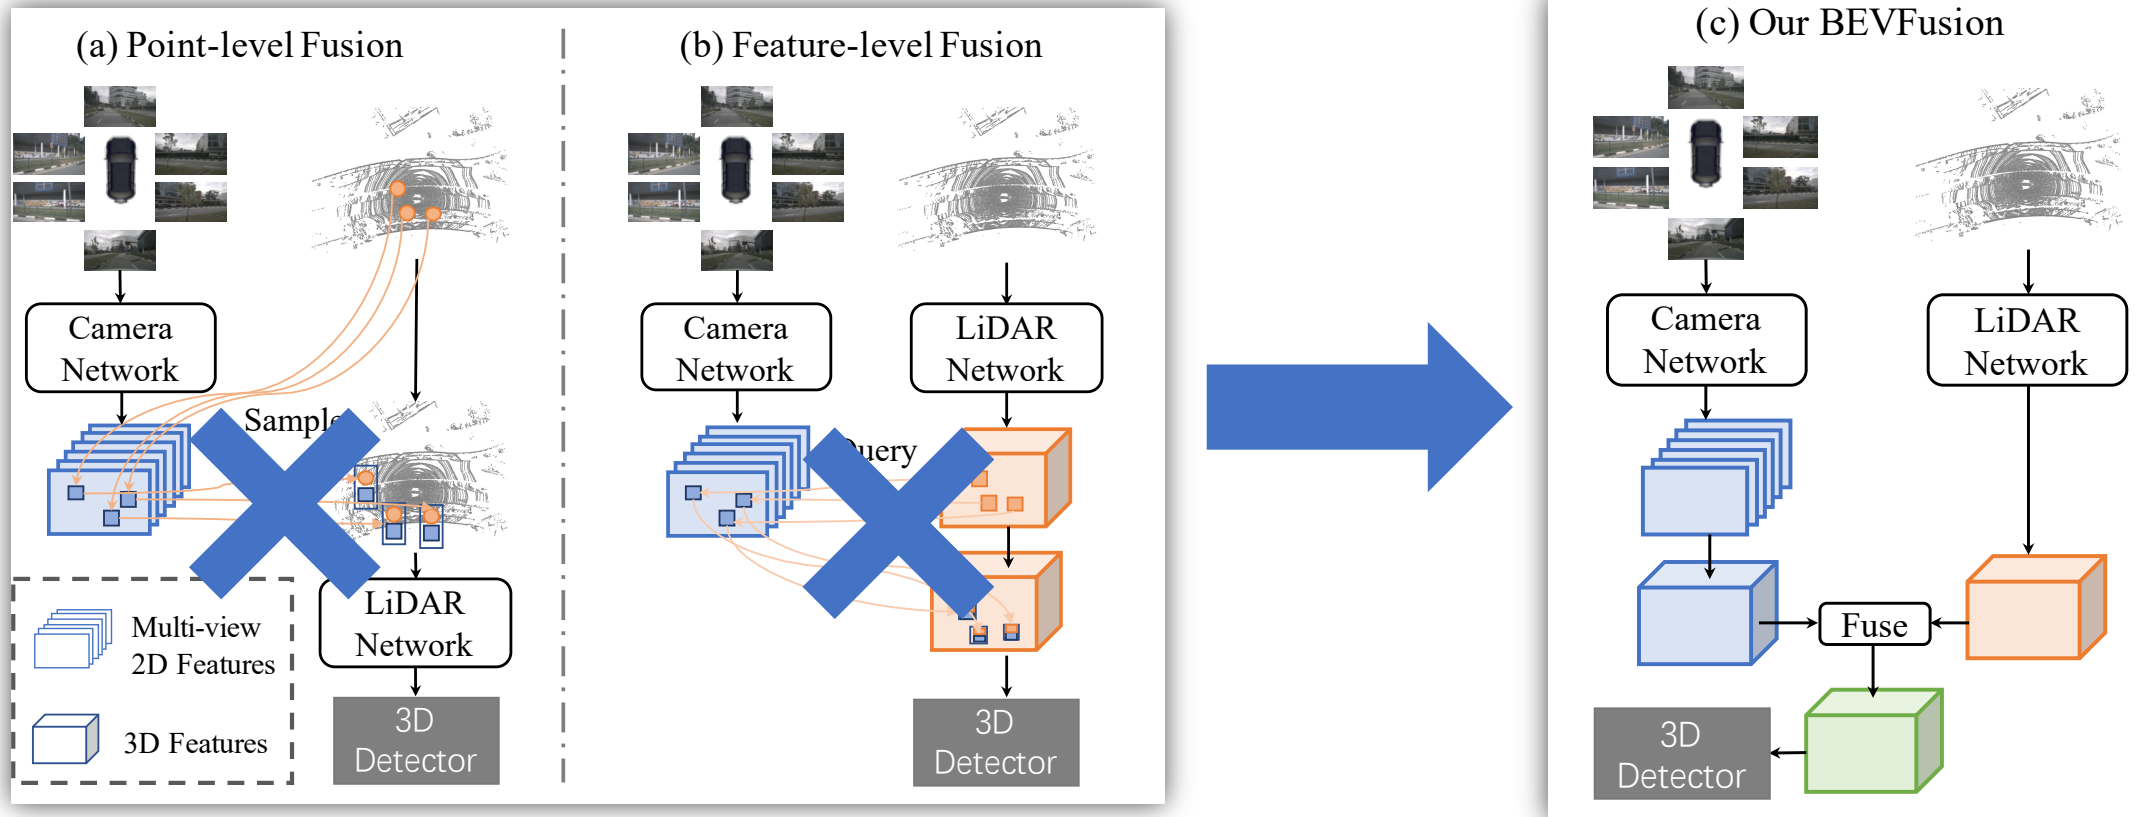 (a) Point-level Fusion
Camera
Network
Sample
LiDAR
Network
3D
Detector
Multi-view
2D Features
3D Features
(b) Feature-level Fusion
Camera
Network
LiDAR
Network
Query
3D
Detector
(c) Our BEVFusion
Camera
Network
LiDAR
Network
Fuse
3D
Detector